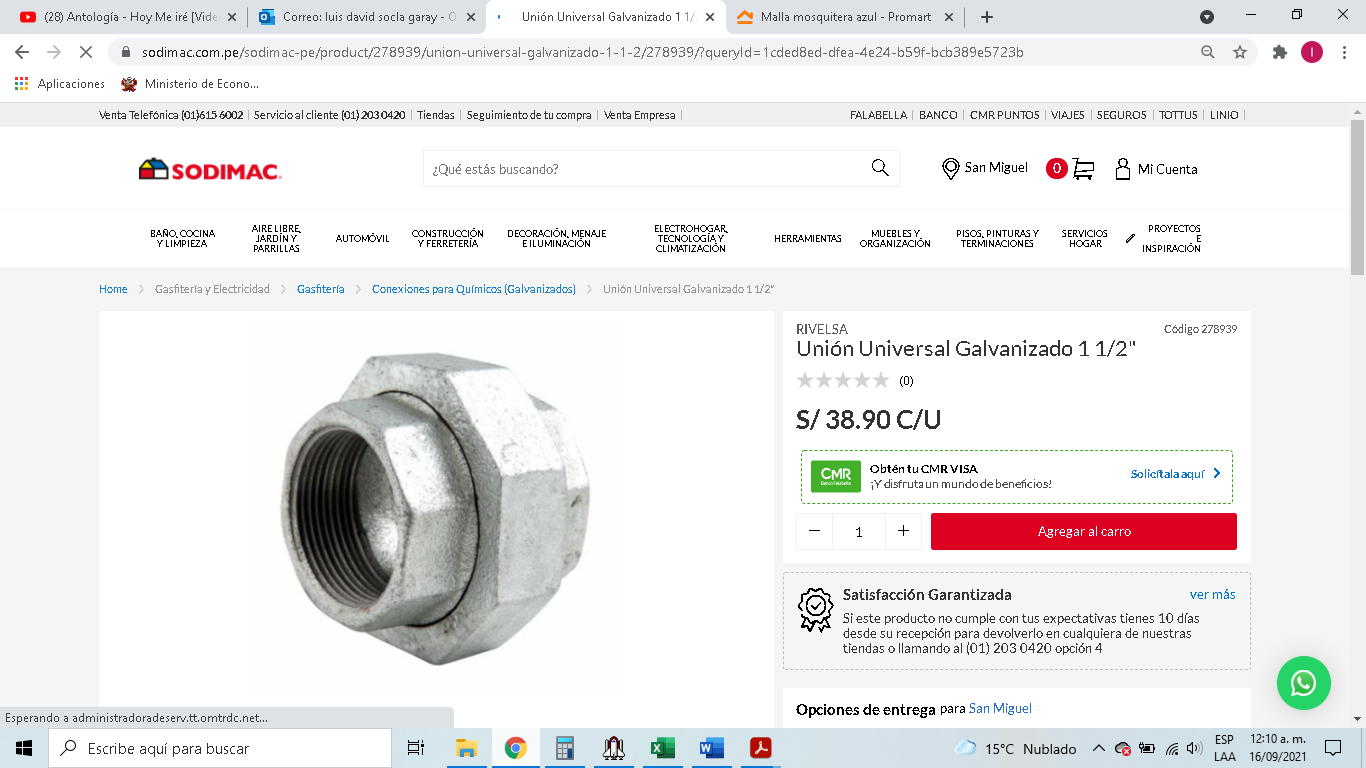 (28) Antología - Hoy Me iré [Vide
Correo: luis david socla garay - O
Unión Universal Galvanizado 1 1/
Malla mosquitera azul - Promart
sodimac.com.pe/sodimac-pe/product/278939/union-universal-galvanizado-1-1-2/278939/?queryId=1cded8ed-dfea-4e24-b59f-bcb389e5723b
I
Aplicaciones
Ministerio de Econo...
Venta Telefónica (01)615 6002 Servicio al cliente (01) 203 0420 Tiendas Seguimiento de tu compra Venta Empresa
FALABELLA BANCO CMR PUNTOS VIAJES SEGUROS TOTTUS LINIO
SODIMAC
¿Qué estás buscando?
San Miguel
0
Mi Cuenta
BAÑO, COCINA
Y LIMPIEZA
AIRE LIBRE,
JARDÍN Y
PARRILLAS
AUTOMÓVIL
CONSTRUCCIÓN
Y FERRETERÍA
DECORACIÓN, MENAJE
E ILUMINACIÓN
ELECTROHOGAR,
TECNOLOGÍA Y
CLIMATIZACIÓN
HERRAMIENTAS
MUEBLES Y
ORGANIZACIÓN
PISOS, PINTURAS Y
TERMINACIONES
SERVICIOS
HOGAR
PROYECTOS
E
INSPIRACIÓN
Home > Gasfitería y Electricidad > Gasfitería > Conexiones para Químicos (Galvanizados) > Unión Universal Galvanizado 1 1/2"
RIVELSA
Código 278939
Unión Universal Galvanizado 1 1/2"
(0)
S/ 38.90 C/U
CMR
Banco Falabella
Obtén tu CMR VISA
¡Y disfruta un mundo de beneficios!
Solicítala aquí
1
Agregar al carro
Satisfacción Garantizada
ver más
Si este producto no cumple con tus expectativas tienes 10 días
desde su recepción para devolverlo en cualquiera de nuestras
tiendas o llamando al (01) 203 0420 opción 4
Opciones de entrega para San Miguel
Esperando a administradoradeserv.tt.omtrdc.net...
Escribe aquí para buscar
15°C Nublado
ESP
LAA
12:10 a. m.
16/09/2021